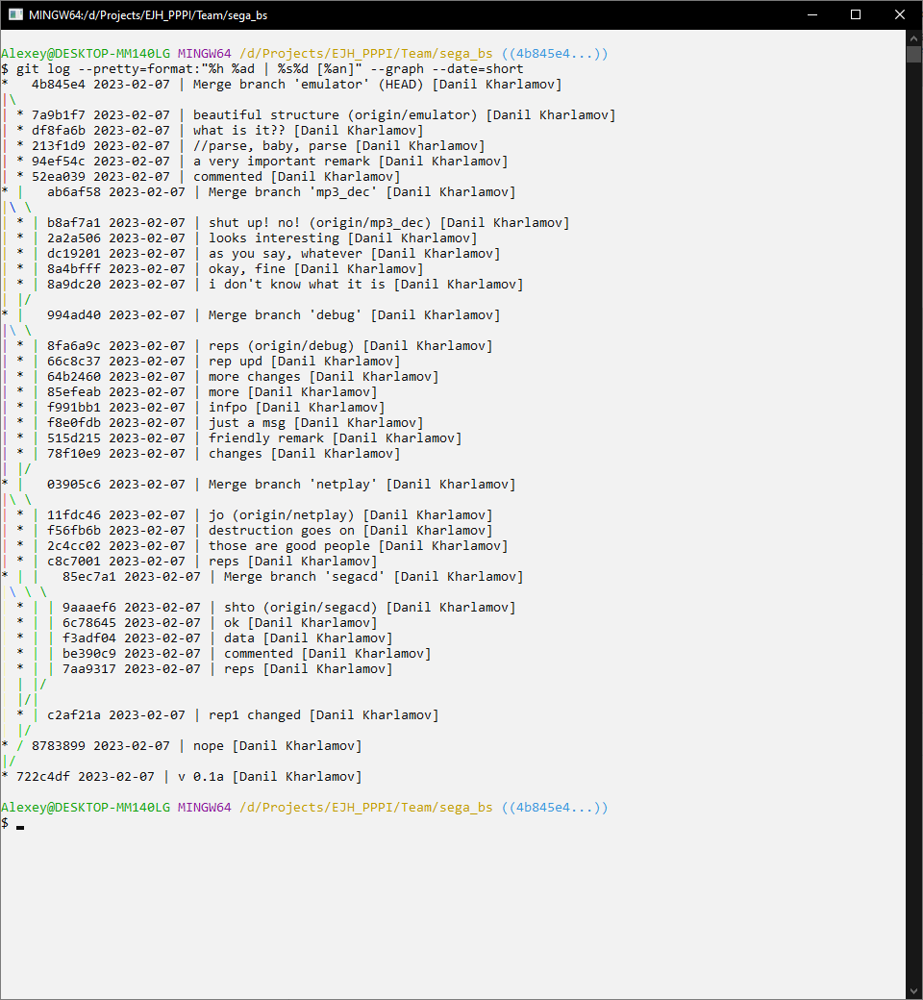 MINGW64:/d/Projects/EJH_PPPI/Team/sega_bs
Alexey@DESKTOP-MM140LG MINGW64 /d/Projects/EJH_PPPI/Team/sega_bs ((4b845e4...))
$ git log --pretty=format:"%h %ad | %s%d [%an]" --graph --date=short
*   4b845e4 2023-02-07 | Merge branch 'emulator' (HEAD) [Danil Kharlamov]
|\
| * 7a9b1f7 2023-02-07 | beautiful structure (origin/emulator) [Danil Kharlamov]
| * df8fa6b 2023-02-07 | what is it?? [Danil Kharlamov]
| * 213f1d9 2023-02-07 | //parse, baby, parse [Danil Kharlamov]
| * 94ef54c 2023-02-07 | a very important remark [Danil Kharlamov]
| * 52ea039 2023-02-07 | commented [Danil Kharlamov]
* |   ab6af58 2023-02-07 | Merge branch 'mp3_dec' [Danil Kharlamov]
|\ \
| * | b8af7a1 2023-02-07 | shut up! no! (origin/mp3_dec) [Danil Kharlamov]
| * | 2a2a506 2023-02-07 | looks interesting [Danil Kharlamov]
| * | dc19201 2023-02-07 | as you say, whatever [Danil Kharlamov]
| * | 8a4bfff 2023-02-07 | okay, fine [Danil Kharlamov]
| * | 8a9dc20 2023-02-07 | i don't know what it is [Danil Kharlamov]
| |/
* |   994ad40 2023-02-07 | Merge branch 'debug' [Danil Kharlamov]
|\ \
| * | 8fa6a9c 2023-02-07 | reps (origin/debug) [Danil Kharlamov]
| * | 66c8c37 2023-02-07 | rep upd [Danil Kharlamov]
| * | 64b2460 2023-02-07 | more changes [Danil Kharlamov]
| * | 85efeab 2023-02-07 | more [Danil Kharlamov]
| * | f991bb1 2023-02-07 | infpo [Danil Kharlamov]
| * | f8e0fdb 2023-02-07 | just a msg [Danil Kharlamov]
| * | 515d215 2023-02-07 | friendly remark [Danil Kharlamov]
| * | 78f10e9 2023-02-07 | changes [Danil Kharlamov]
| |/
* |   03905c6 2023-02-07 | Merge branch 'netplay' [Danil Kharlamov]
|\ \
| * | 11fdc46 2023-02-07 | jo (origin/netplay) [Danil Kharlamov]
| * | f56fb6b 2023-02-07 | destruction goes on [Danil Kharlamov]
| * | 2c4cc02 2023-02-07 | those are good people [Danil Kharlamov]
| * | c8c7001 2023-02-07 | reps [Danil Kharlamov]
* | |   85ec7a1 2023-02-07 | Merge branch 'segacd' [Danil Kharlamov]
|\ \ \
| * | | 9aaaef6 2023-02-07 | shto (origin/segacd) [Danil Kharlamov]
| * | | 6c78645 2023-02-07 | ok [Danil Kharlamov]
| * | | f3adf04 2023-02-07 | data [Danil Kharlamov]
| * | | be390c9 2023-02-07 | commented [Danil Kharlamov]
| * | | 7aa9317 2023-02-07 | reps [Danil Kharlamov]
| | |/
| |/|
| * | c2af21a 2023-02-07 | rep1 changed [Danil Kharlamov]
| |/
* / 8783899 2023-02-07 | nope [Danil Kharlamov]
|/
* 722c4df 2023-02-07 | v 0.1a [Danil Kharlamov]
Alexey@DESKTOP-MM140LG MINGW64 /d/Projects/EJH_PPPI/Team/sega_bs ((4b845e4...))
$